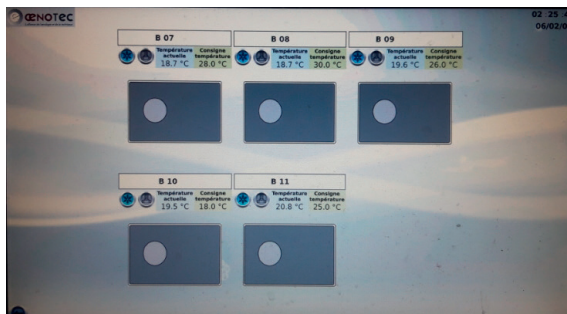 ŒNOTEC
02 :25 :
06/02/0
B 07
B 08
B 09
Température actuelle 18.7 °C
Consigne température 28.0 °C
Température actuelle 18.7 °C
Consigne température 30.0 °C
Température actuelle 19.6 °C
Consigne température 26.0 °C
B 10
B 11
Température actuelle 19.5 °C
Consigne température 18.0 °C
Température actuelle 20.8 °C
Consigne température 25.0 °C